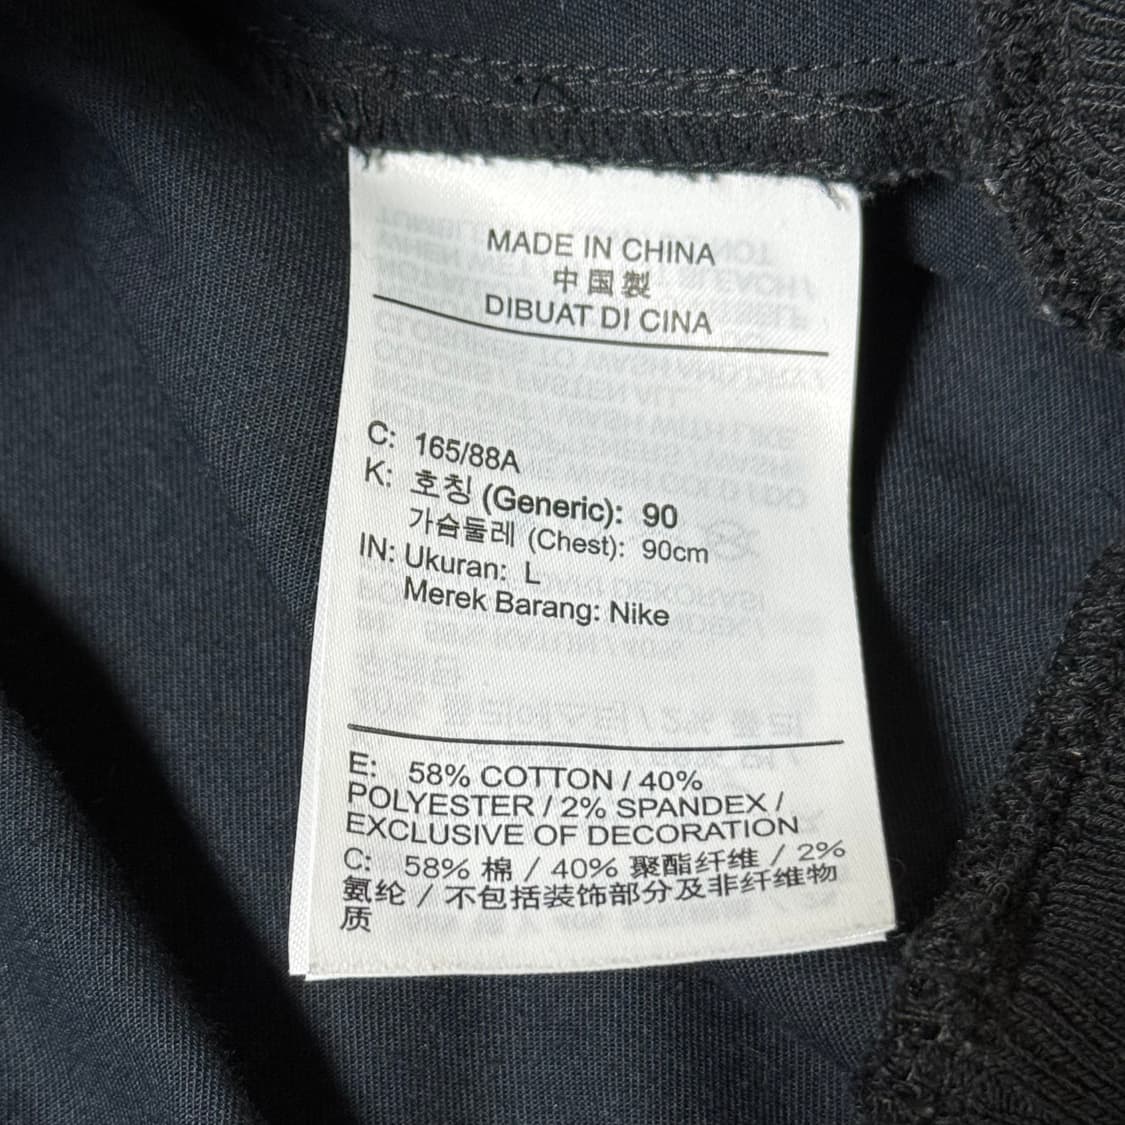 MADE IN CHINA
中国製
DIBUAT DI CINA
C: 165/88A
K: 호칭 (Generic): 90
가슴둘레 (Chest): 90cm
IN: Ukuran: L
Merek Barang: Nike
E: 58% COTTON / 40%
POLYESTER / 2% SPANDEX /
EXCLUSIVE OF DECORATION
C: 58% 棉 / 40% 聚酯纤维 / 2%
氨纶 / 不包括装饰部分及非纤维物
质